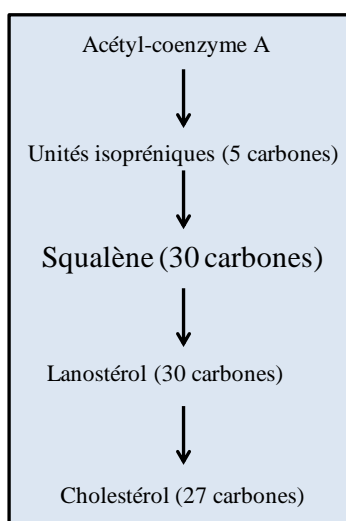 Acétyl-coenzyme A
Unités isopréniques (5 carbones)
Squalène (30 carbones)
Lanostérol (30 carbones)
Cholestérol (27 carbones)